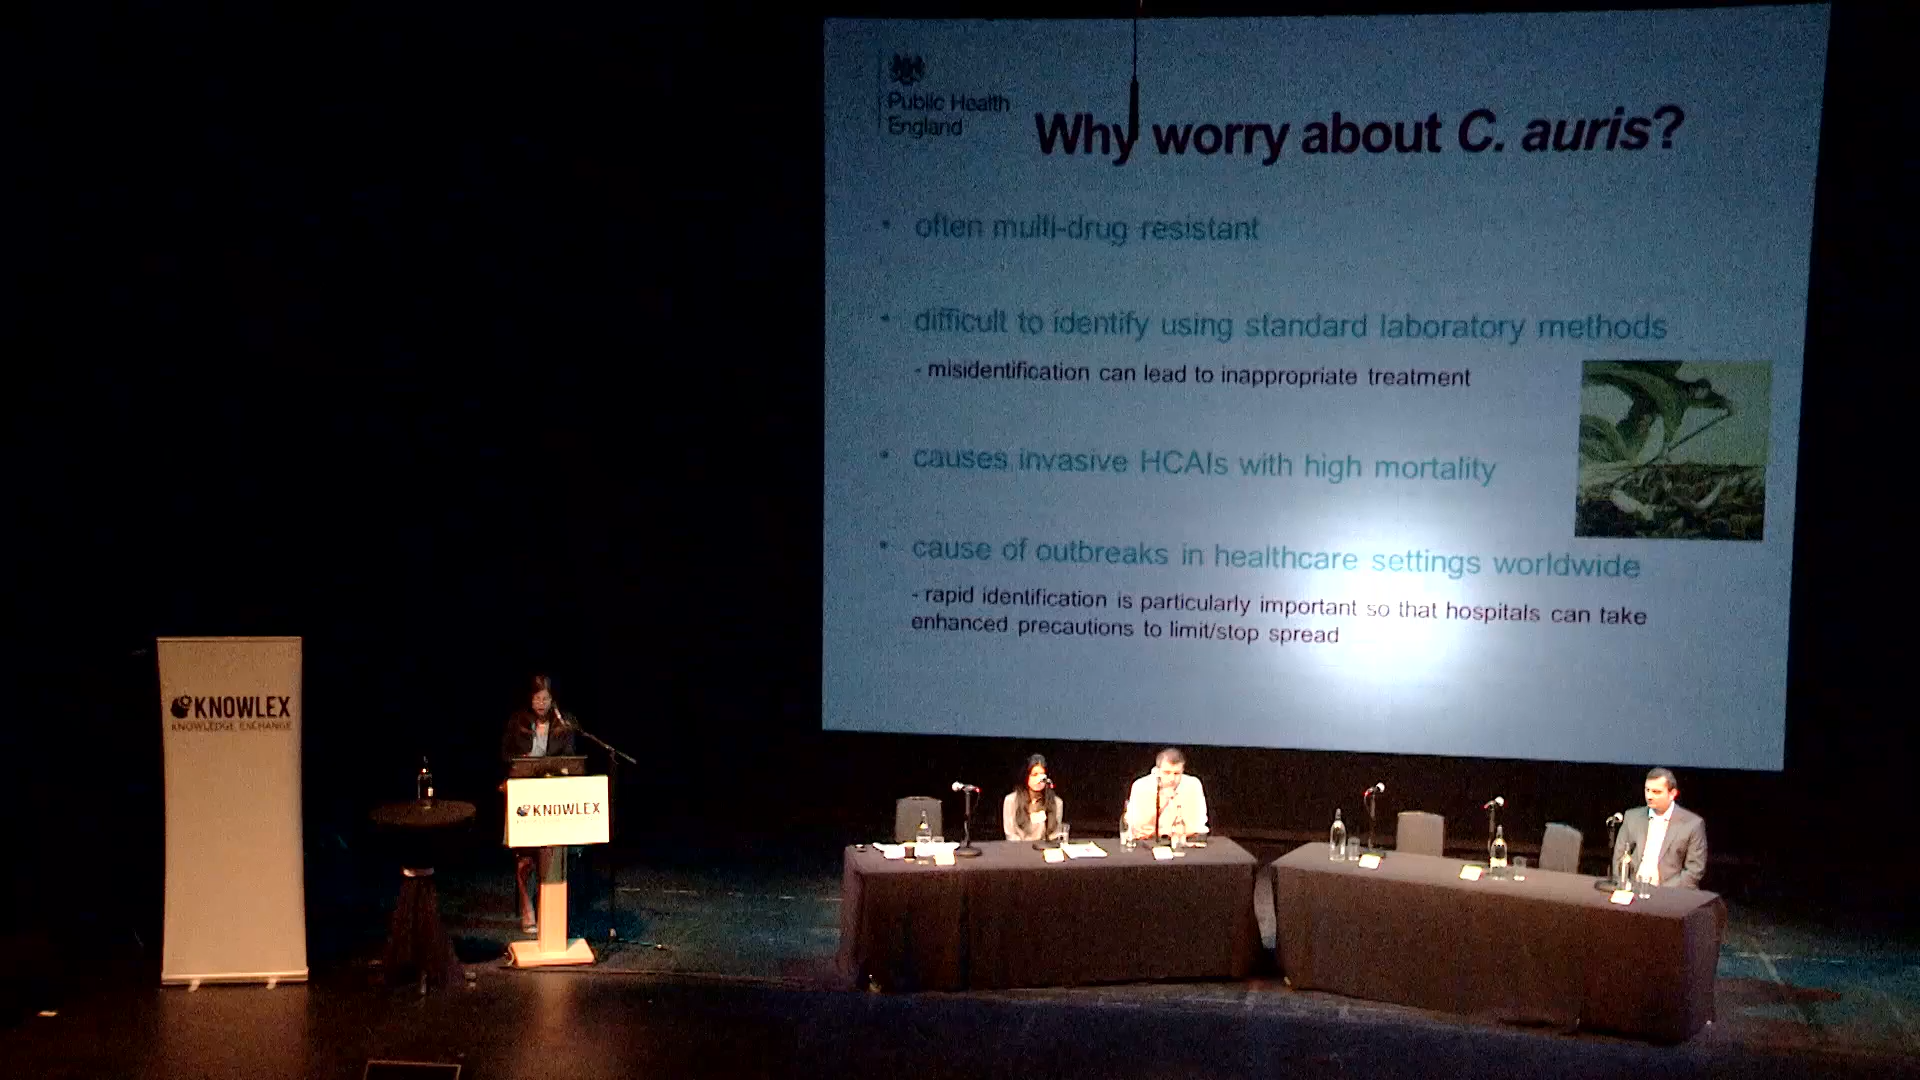 Public Health
England
Why worry about C. auris?
• often multi-drug resistant
• difficult to identify using standard laboratory methods
- misidentification can lead to inappropriate treatment
• causes invasive HCAIs with high mortality
• cause of outbreaks in healthcare settings worldwide
- rapid identification is particularly important so that hospitals can take
enhanced precautions to limit/stop spread
KNOWLEX
KNOWLEDGE EXCHANGE
KNOWLEX